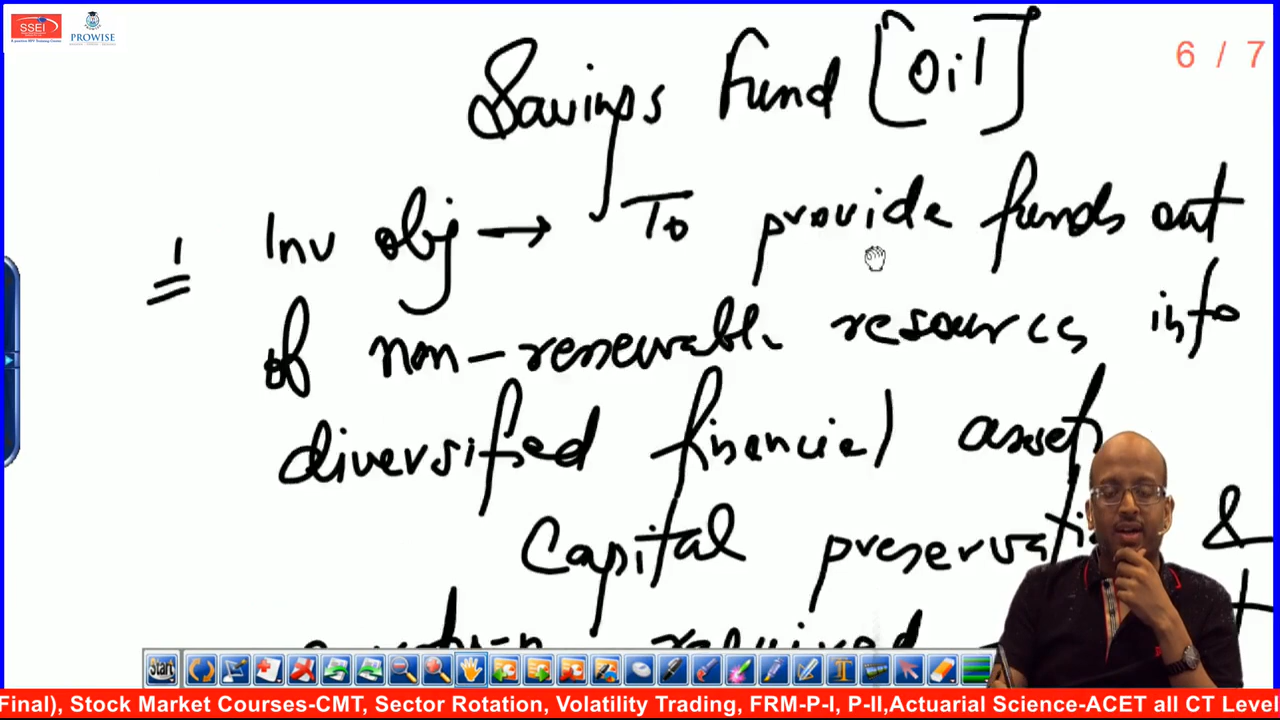 SSEI
PROWISE
6 / 7
Savings Fund [Oil]
1 Inv obj → To provide funds out
of non-renewable resources into
diversified financial assets
Capital preservation &
required
Start
Final), Stock Market Courses-CMT, Sector Rotation, Volatility Trading, FRM-P-I, P-II,Actuarial Science-ACET all CT Level